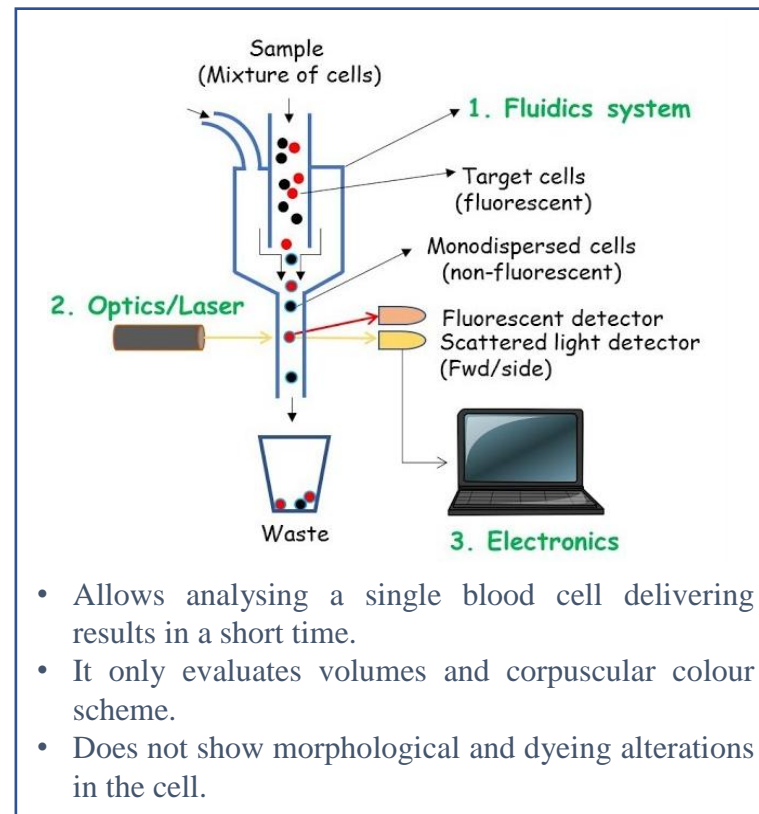 Sample
(Mixture of cells)
1. Fluidics system
Target cells
(fluorescent)
Monodispersed cells
(non-fluorescent)
2. Optics/Laser
Fluorescent detector
Scattered light detector
(Fwd/side)
Waste
3. Electronics
• Allows analysing a single blood cell delivering
results in a short time.
• It only evaluates volumes and corpuscular colour
scheme.
• Does not show morphological and dyeing alterations
in the cell.